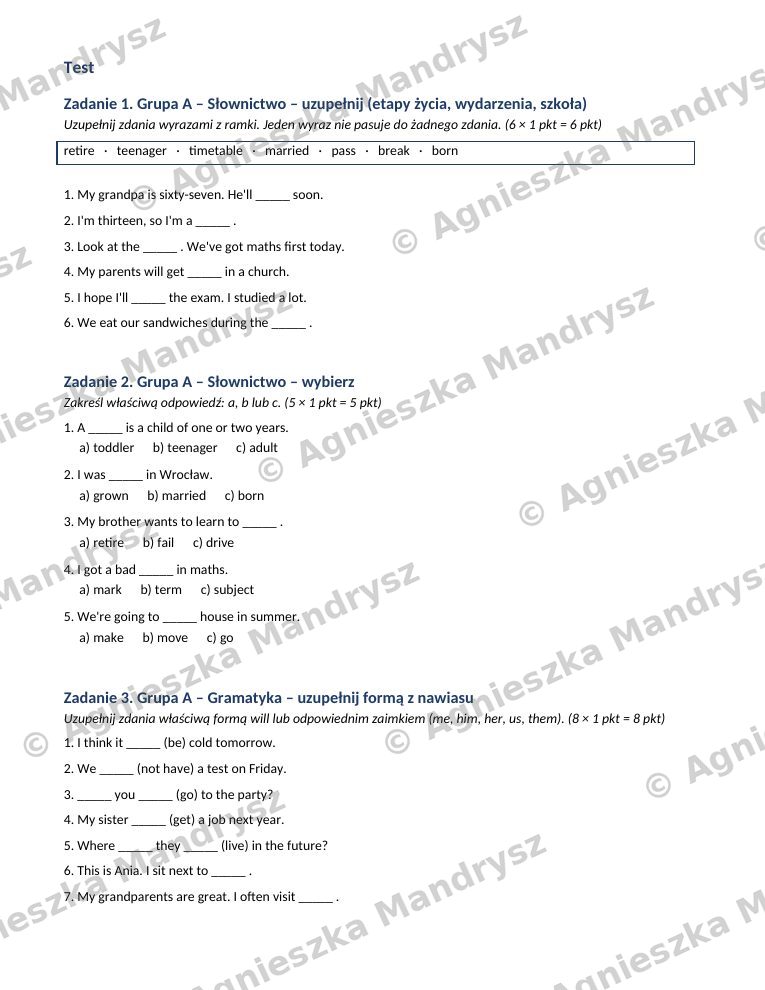 Test
Zadanie 1. Grupa A – Słownictwo – uzupełnij (etapy życia, wydarzenia, szkoła)
Uzupełnij zdania wyrazami z ramki. Jeden wyraz nie pasuje do żadnego zdania. (6 × 1 pkt = 6 pkt)
retire · teenager · timetable · married · pass · break · born
1. My grandpa is sixty-seven. He'll _____ soon.
2. I'm thirteen, so I'm a _____ .
3. Look at the _____ . We've got maths first today.
4. My parents will get _____ in a church.
5. I hope I'll _____ the exam. I studied a lot.
6. We eat our sandwiches during the _____ .
Zadanie 2. Grupa A – Słownictwo – wybierz
Zakreśl właściwą odpowiedź: a, b lub c. (5 × 1 pkt = 5 pkt)
1. A _____ is a child of one or two years.
a) toddler b) teenager c) adult
2. I was _____ in Wrocław.
a) grown b) married c) born
3. My brother wants to learn to _____ .
a) retire b) fail c) drive
4. I got a bad _____ in maths.
a) mark b) term c) subject
5. We're going to _____ house in summer.
a) make b) move c) go
Zadanie 3. Grupa A – Gramatyka – uzupełnij formą z nawiasu
Uzupełnij zdania właściwą formą will lub odpowiednim zaimkiem (me, him, her, us, them). (8 × 1 pkt = 8 pkt)
1. I think it _____ (be) cold tomorrow.
2. We _____ (not have) a test on Friday.
3. _____ you _____ (go) to the party?
4. My sister _____ (get) a job next year.
5. Where _____ they _____ (live) in the future?
6. This is Ania. I sit next to _____ .
7. My grandparents are great. I often visit _____ .
© Agnieszka Mandrysz